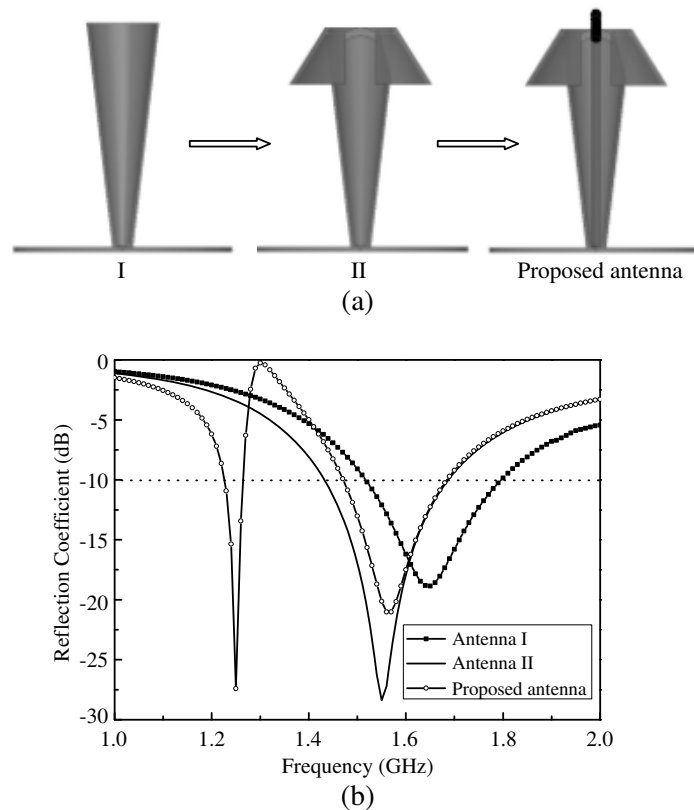 I
II
Proposed antenna
(a)
0
-5
-10
-15
-20
-25
-30
Reflection Coefficient (dB)
Antenna I
Antenna II
Proposed antenna
1.0 1.2 1.4 1.6 1.8 2.0
Frequency (GHz)
(b)